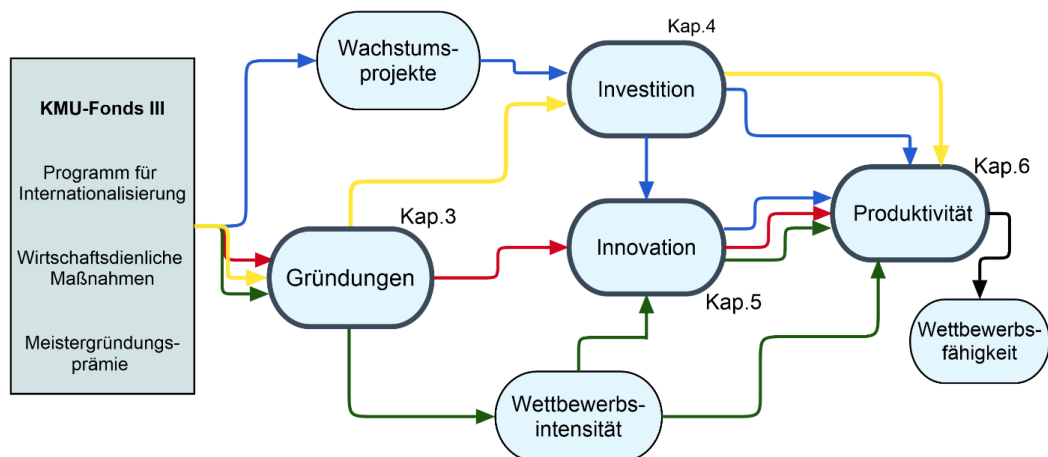 KMU-Fonds III
Programm für
Internationalisierung
Wirtschaftsdienliche
Maßnahmen
Meistergründungs-
prämie
Wachstums-
projekte
Kap.3
Gründungen
Kap.4
Investition
Innovation
Kap.5
Wettbewerbs-
intensität
Kap.6
Produktivität
Wettbewerbs-
fähigkeit